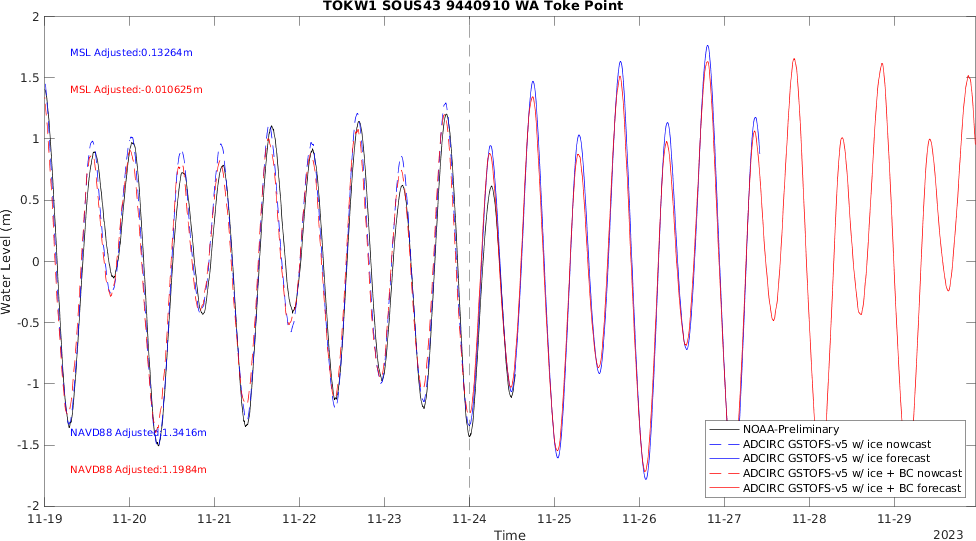 TOKW1 SOUS43 9440910 WA Toke Point
2
1.5
1
0.5
0
-0.5
-1
-1.5
-2
Water Level (m)
MSL Adjusted:0.13264m
MSL Adjusted:-0.010625m
NAVD88 Adjusted:1.3416m
NAVD88 Adjusted:1.1984m
NOAA-Preliminary
ADCIRC GSTOFS-v5 w/ ice nowcast
ADCIRC GSTOFS-v5 w/ ice forecast
ADCIRC GSTOFS-v5 w/ ice + BC nowcast
ADCIRC GSTOFS-v5 w/ ice + BC forecast
11-19 11-20 11-21 11-22 11-23 11-24 11-25 11-26 11-27 11-28 11-29
Time
2023